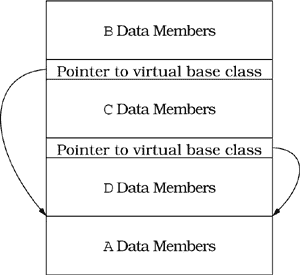 B Data Members
Pointer to virtual base class
C Data Members
Pointer to virtual base class
D Data Members
A Data Members